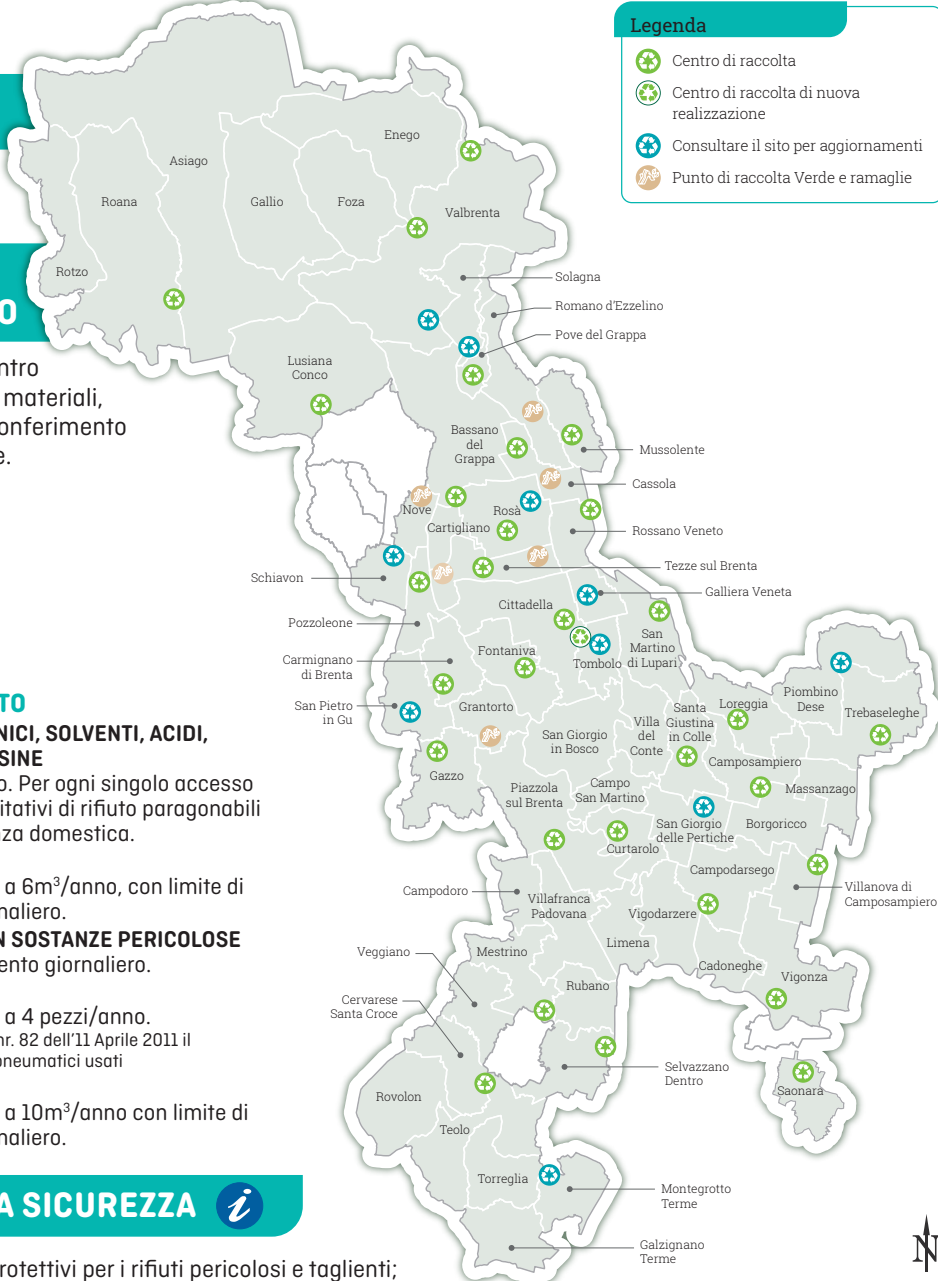 Legenda
Centro di raccolta
Centro di raccolta di nuova
realizzazione
Consultare il sito per aggiornamenti
Punto di raccolta Verde e ramaglie
Enego
Asiago
Roana
Gallio
Foza
Valbrenta
Rotzo
Solagna
Romano d'Ezzelino
Pove del Grappa
Lusiana
Conco
Bassano
del
Grappa
Mussolente
Cassola
Nove
Rosà
Cartigliano
Rossano Veneto
Tezze sul Brenta
Schiavon
Galliera Veneta
Cittadella
Pozzoleone
San
Martino
di Lupari
Fontaniva
Tombolo
Carmignano
di Brenta
San Pietro
in Gu
Grantorto
Villa
del
Conte
Santa
Giustina
in Colle
Loreggia
Piombino
Dese
Trebaseleghe
San Giorgio
in Bosco
Gazzo
Camposampiero
Piazzola
sul Brenta
Campo
San Martino
Massanzago
San Giorgio
delle Pertiche
Borgoricco
Curtarolo
Campodarsego
Campodoro
Villafranca
Padovana
Vigodarzere
Villanova di
Camposampiero
Limena
Veggiano
Mestrino
Cadoneghe
Vigonza
Rubano
Cervarese
Santa Croce
Selvazzano
Dentro
Saonara
Rovolon
Teolo
Torreglia
Montegrotto
Terme
Galzignano
Terme
N
O
ntro
materiali,
onferimento
e.
TO
NICI, SOLVENTI, ACIDI,
SINE
o. Per ogni singolo accesso
titativi di rifiuto paragonabili
nza domestica.
a 6m³/anno, con limite di
naliero.
N SOSTANZE PERICOLOSE
ento giornaliero.
a 4 pezzi/anno.
nr. 82 dell'11 Aprile 2011 il
pneumatici usati
a 10m³/anno con limite di
naliero.
A SICUREZZA i
rotettivi per i rifiuti pericolosi e taglienti;